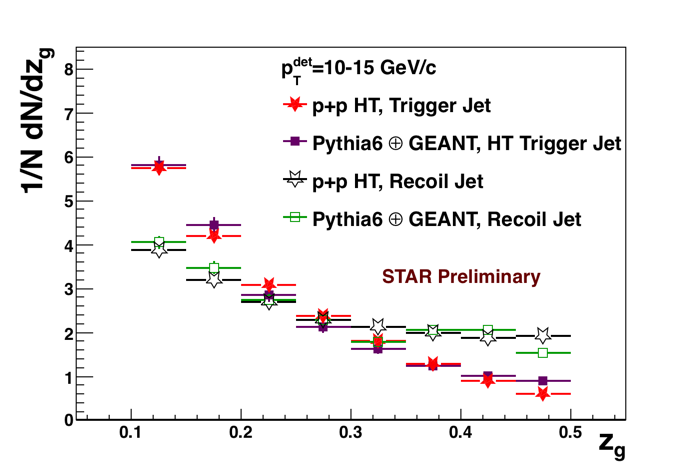 1/N dN/dz_g
8
7
6
5
4
3
2
1
0
p_T^det=10-15 GeV/c
p+p HT, Trigger Jet
Pythia6 ⊕ GEANT, HT Trigger Jet
p+p HT, Recoil Jet
Pythia6 ⊕ GEANT, Recoil Jet
STAR Preliminary
0.1 0.2 0.3 0.4 0.5
z_g